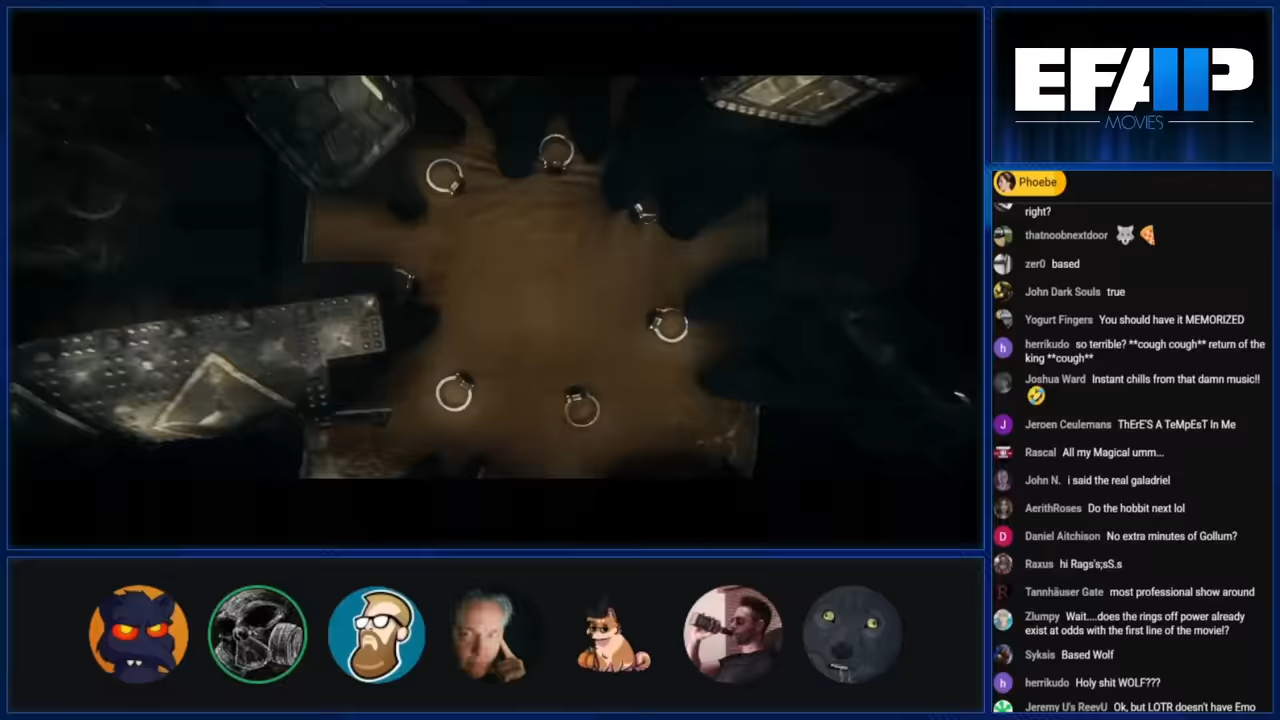 EFAP
MOVIES
Phoebe
right?
thatnoobnextdoor
zer0 based
John Dark Souls true
Yogurt Fingers You should have it MEMORIZED
h
herrikudo so terrible? **cough cough** return of the
king **cough**
Joshua Ward Instant chills from that damn music!!
J
Jeroen Ceulemans ThErE'S A TeMpEsT In Me
Rascal All my Magical umm...
John N. i said the real galadriel
AerithRoses Do the hobbit next lol
D
Daniel Aitchison No extra minutes of Gollum?
Raxus hi Rags's;sS.s
R
Tannhäuser Gate most professional show around
Zlumpy Wait....does the rings off power already
exist at odds with the first line of the movie!?
Syksis Based Wolf
h
herrikudo Holy shit WOLF???
Jeremy U's ReevU Ok, but LOTR doesn't have Emo